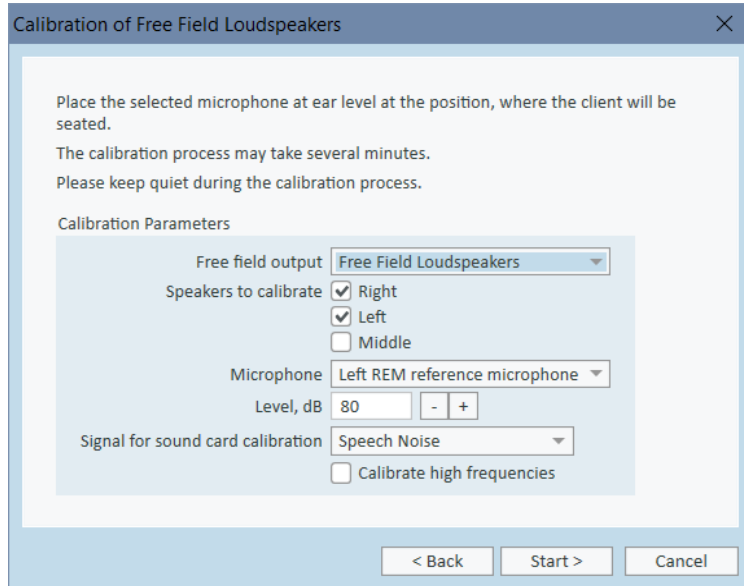 Calibration of Free Field Loudspeakers
Place the selected microphone at ear level at the position, where the client will be
seated.
The calibration process may take several minutes.
Please keep quiet during the calibration process.
Calibration Parameters
Free field output Free Field Loudspeakers
Speakers to calibrate Right
Left
Middle
Microphone Left REM reference microphone
Level, dB 80 - +
Signal for sound card calibration Speech Noise
Calibrate high frequencies
< Back Start > Cancel